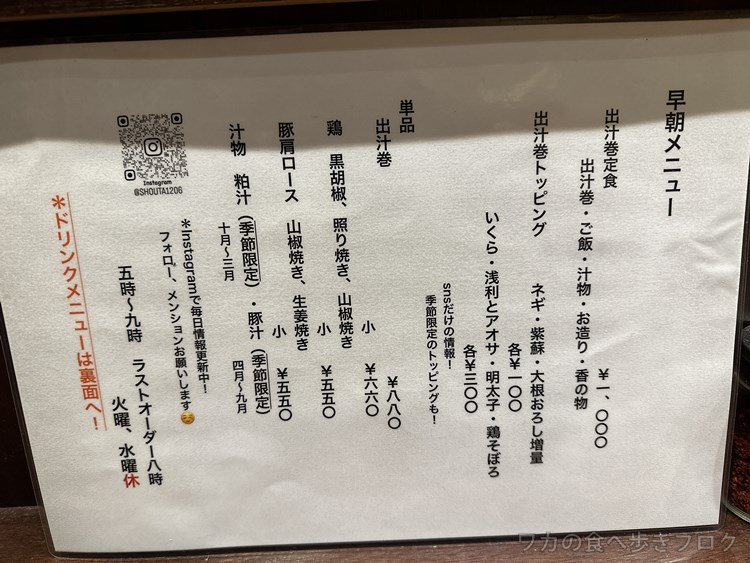 早朝メニュー
出汁巻定食
出汁巻・ご飯・汁物・お造り・香の物
￥一、〇〇〇
出汁巻トッピング　ネギ・紫蘇・大根おろし増量
各￥一〇〇
いくら・浅利とアオサ・明太子・鶏そぼろ
各￥三〇〇
snsだけの情報！
季節限定のトッピングも！
単品
出汁巻
￥八八〇
小　￥六六〇
鶏　黒胡椒、照り焼き、山椒焼き
小　￥五五〇
豚肩ロース　山椒焼き、生姜焼き
小　￥五五〇
汁物　粕汁（季節限定）・豚汁（季節限定）
十月～三月　四月～九月
＊Instagramで毎日情報更新中！
フォロー、メンションお願いします😌
Instagram
@SHOUTA1206
五時～九時　ラストオーダー八時
火曜、水曜休
＊ドリンクメニューは裏面へ！
ワカの食べ歩きブログ